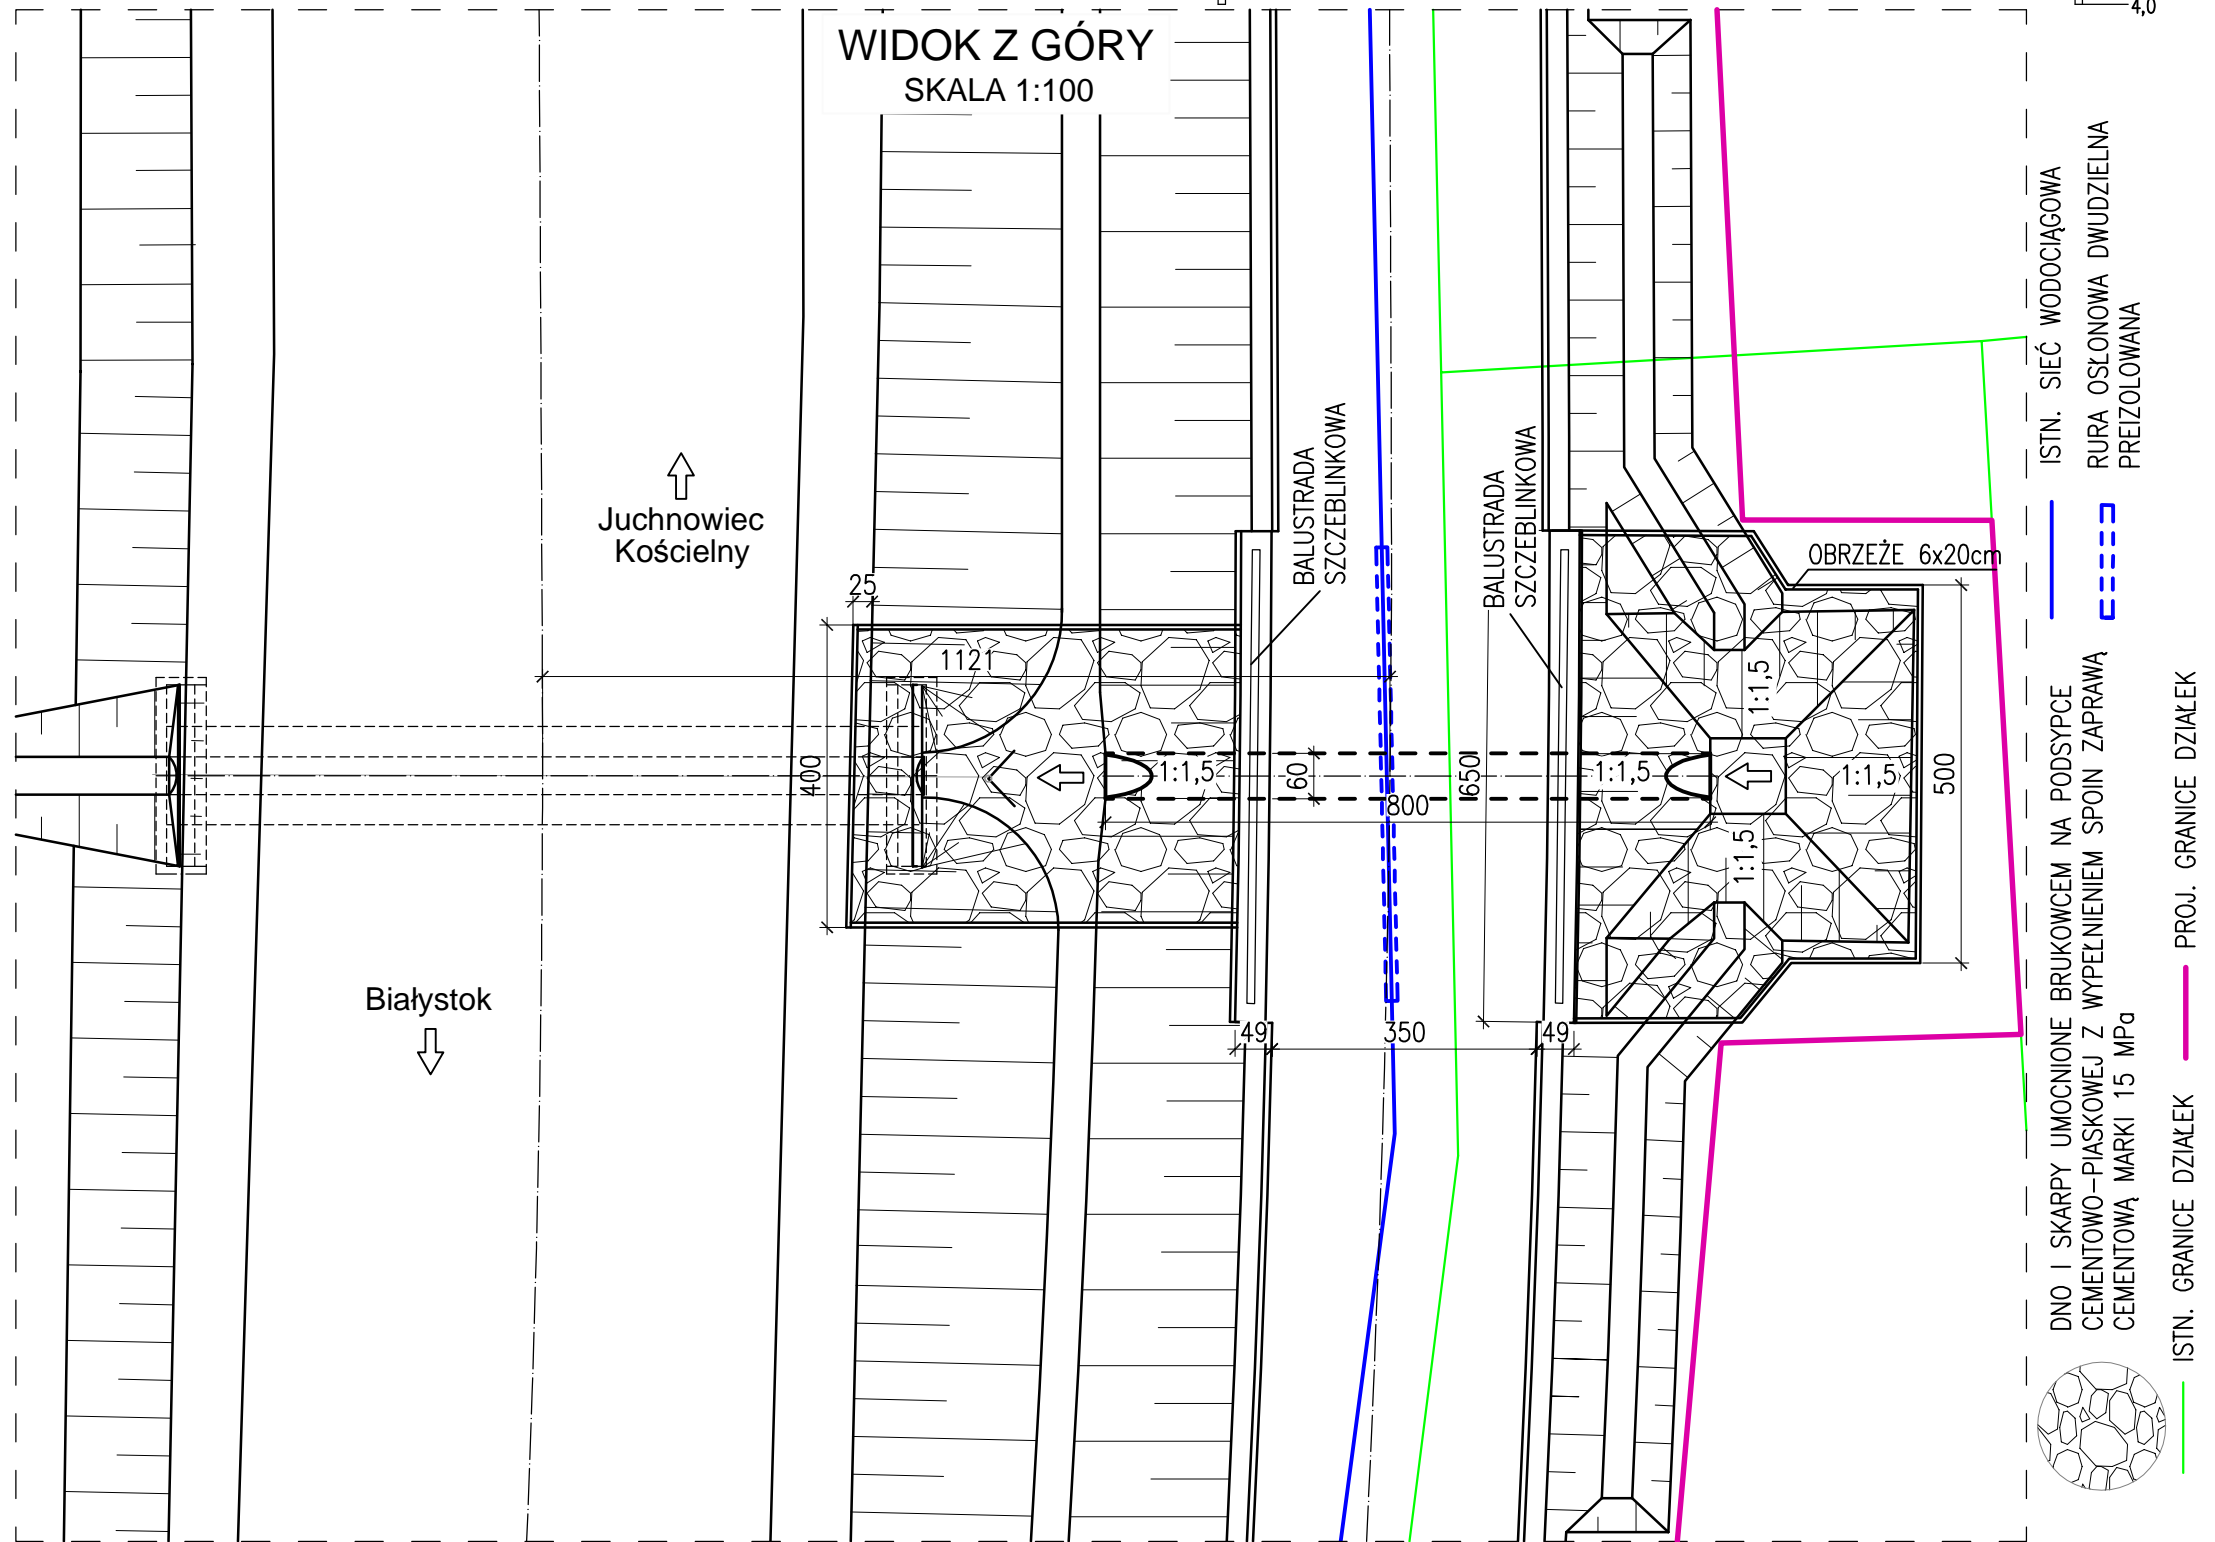 4,0
WIDOK Z GÓRY
SKALA 1:100
Juchnowiec
Kościelny
Białystok
25
1121
400
1:1,5
60
800
650
1:1,5
1:1,5
1:1,5
1:1,5
500
49
350
49
BALUSTRADA
SZCZEBLINKOWA
BALUSTRADA
SZCZEBLINKOWA
OBRZEŻE 6x20cm
ISTN. SIEĆ WODOCIĄGOWA
RURA OSŁONOWA DWUDZIELNA
PREIZOLOWANA
DNO I SKARPY UMOCNIONE BRUKOWCEM NA PODSYPCE
CEMENTOWO-PIASKOWEJ Z WYPEŁNIENIEM SPOIN ZAPRAWĄ
CEMENTOWĄ MARKI 15 MPa
ISTN. GRANICE DZIAŁEK
PROJ. GRANICE DZIAŁEK